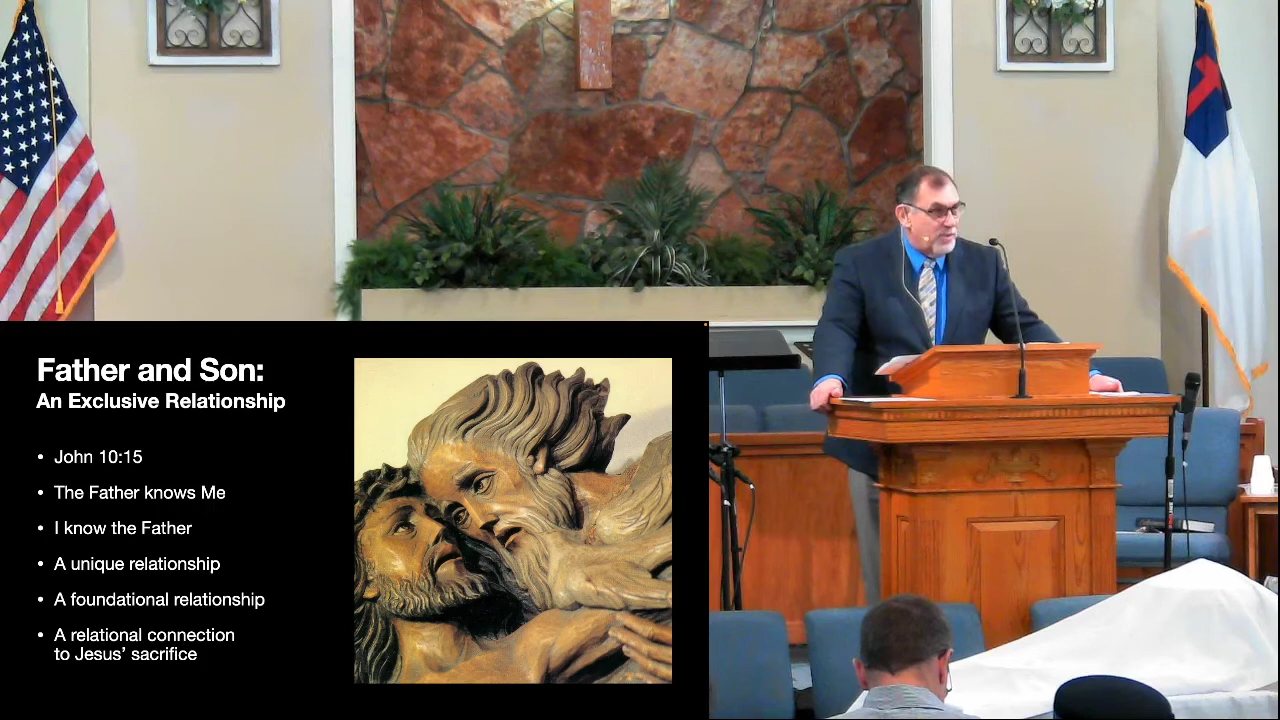 Father and Son:
An Exclusive Relationship
• John 10:15
• The Father knows Me
• I know the Father
• A unique relationship
• A foundational relationship
• A relational connection
to Jesus’ sacrifice